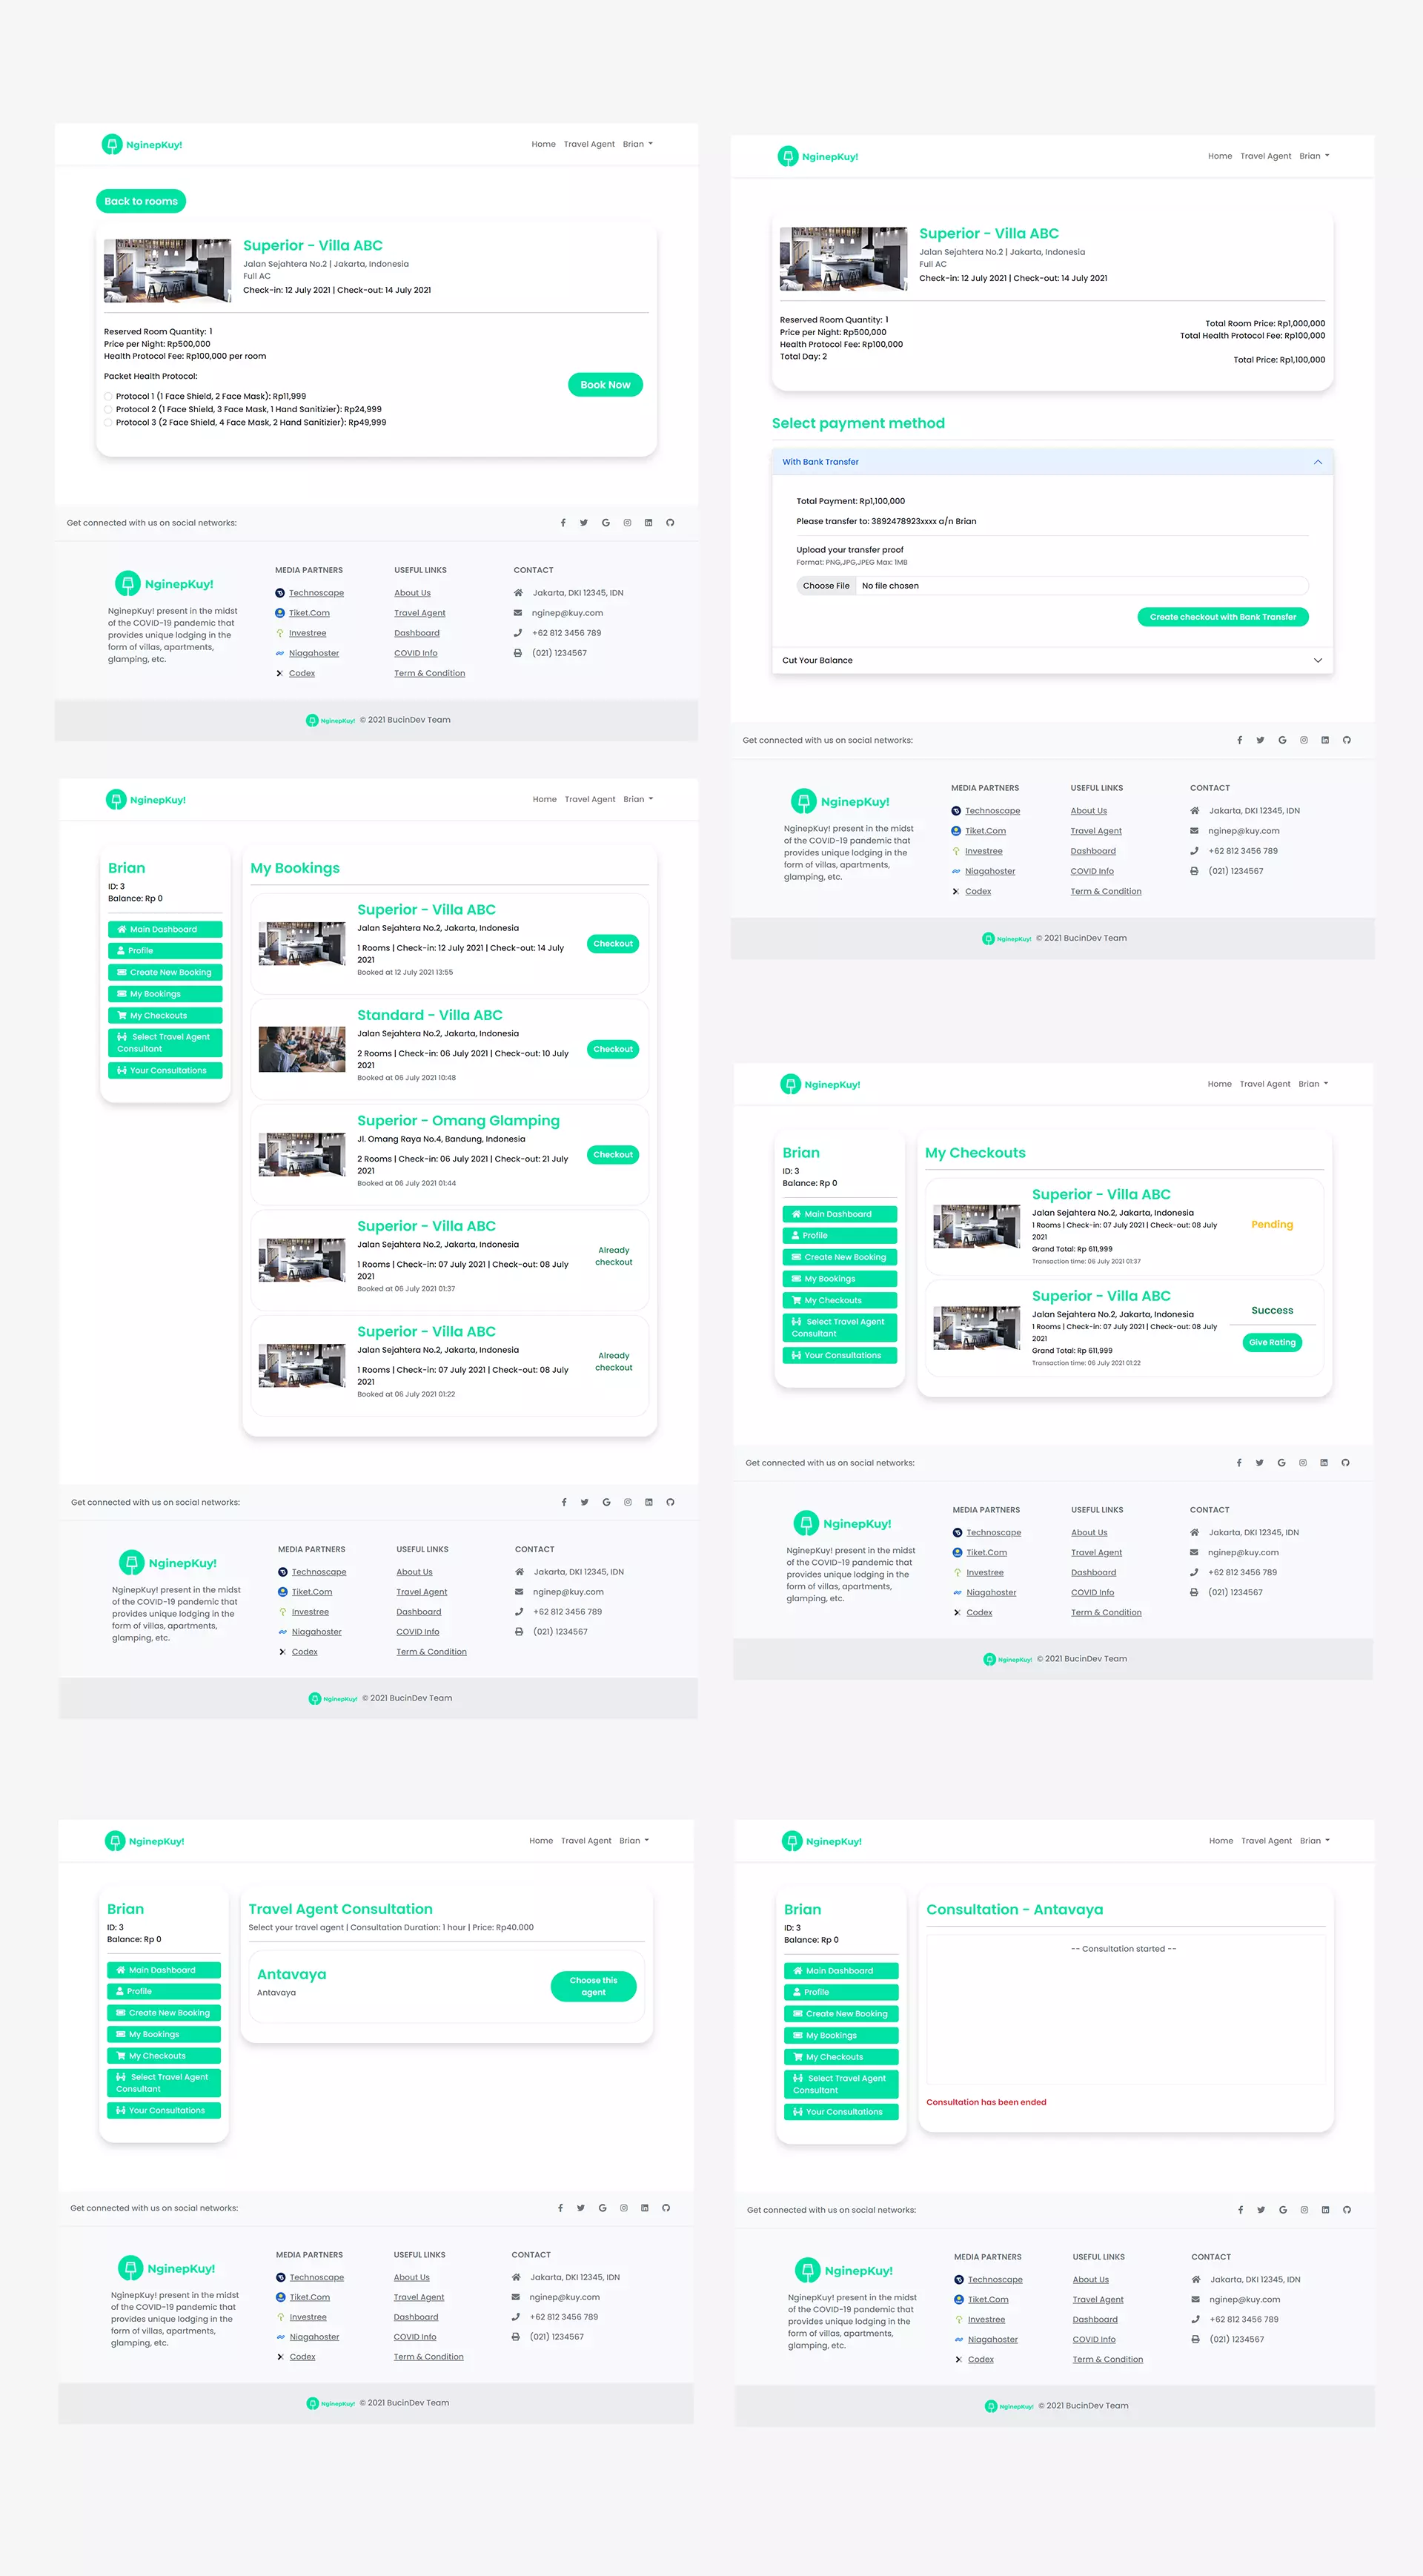 NginepKuy!
Home Travel Agent Brian
Back to rooms
Superior - Villa ABC
Jalan Sejahtera No.2 | Jakarta, Indonesia
Full AC
Check-in: 12 July 2021 | Check-out: 14 July 2021
Reserved Room Quantity: 1
Price per Night: Rp500,000
Health Protocol Fee: Rp100,000 per room
Packet Health Protocol:
Protocol 1 (1 Face Shield, 2 Face Mask): Rp11,999
Protocol 2 (1 Face Shield, 3 Face Mask, 1 Hand Sanitizier): Rp24,999
Protocol 3 (2 Face Shield, 4 Face Mask, 2 Hand Sanitizier): Rp49,999
Book Now
Get connected with us on social networks:
NginepKuy!
NginepKuy! present in the midst
of the COVID-19 pandemic that
provides unique lodging in the
form of villas, apartments,
glamping, etc.
MEDIA PARTNERS
Technoscape
Tiket.Com
Investree
Niagahoster
Codex
USEFUL LINKS
About Us
Travel Agent
Dashboard
COVID Info
Term & Condition
CONTACT
Jakarta, DKI 12345, IDN
nginep@kuy.com
+62 812 3456 789
(021) 1234567
NginepKuy! © 2021 BucinDev Team
NginepKuy!
Home Travel Agent Brian
Superior - Villa ABC
Jalan Sejahtera No.2 | Jakarta, Indonesia
Full AC
Check-in: 12 July 2021 | Check-out: 14 July 2021
Reserved Room Quantity: 1
Price per Night: Rp500,000
Health Protocol Fee: Rp100,000
Total Day: 2
Total Room Price: Rp1,000,000
Total Health Protocol Fee: Rp100,000
Total Price: Rp1,100,000
Select payment method
With Bank Transfer
Total Payment: Rp1,100,000
Please transfer to: 3892478923xxxx a/n Brian
Upload your transfer proof
Format: PNG,JPG,JPEG Max: 1MB
Choose File No file chosen
Create checkout with Bank Transfer
Cut Your Balance
Get connected with us on social networks:
NginepKuy!
NginepKuy! present in the midst
of the COVID-19 pandemic that
provides unique lodging in the
form of villas, apartments,
glamping, etc.
MEDIA PARTNERS
Technoscape
Tiket.Com
Investree
Niagahoster
Codex
USEFUL LINKS
About Us
Travel Agent
Dashboard
COVID Info
Term & Condition
CONTACT
Jakarta, DKI 12345, IDN
nginep@kuy.com
+62 812 3456 789
(021) 1234567
NginepKuy! © 2021 BucinDev Team
NginepKuy!
Home Travel Agent Brian
Brian
ID: 3
Balance: Rp 0
Main Dashboard
Profile
Create New Booking
My Bookings
My Checkouts
Select Travel Agent
Consultant
Your Consultations
My Bookings
Superior - Villa ABC
Jalan Sejahtera No.2, Jakarta, Indonesia
1 Rooms | Check-in: 12 July 2021 | Check-out: 14 July
2021
Booked at 12 July 2021 13:55
Checkout
Standard - Villa ABC
Jalan Sejahtera No.2, Jakarta, Indonesia
2 Rooms | Check-in: 06 July 2021 | Check-out: 10 July
2021
Booked at 06 July 2021 10:48
Checkout
Superior - Omang Glamping
Jl. Omang Raya No.4, Bandung, Indonesia
2 Rooms | Check-in: 06 July 2021 | Check-out: 21 July
2021
Booked at 06 July 2021 01:44
Checkout
Superior - Villa ABC
Jalan Sejahtera No.2, Jakarta, Indonesia
1 Rooms | Check-in: 07 July 2021 | Check-out: 08 July
2021
Booked at 06 July 2021 01:37
Already
checkout
Superior - Villa ABC
Jalan Sejahtera No.2, Jakarta, Indonesia
1 Rooms | Check-in: 07 July 2021 | Check-out: 08 July
2021
Booked at 06 July 2021 01:22
Already
checkout
Get connected with us on social networks:
NginepKuy!
NginepKuy! present in the midst
of the COVID-19 pandemic that
provides unique lodging in the
form of villas, apartments,
glamping, etc.
MEDIA PARTNERS
Technoscape
Tiket.Com
Investree
Niagahoster
Codex
USEFUL LINKS
About Us
Travel Agent
Dashboard
COVID Info
Term & Condition
CONTACT
Jakarta, DKI 12345, IDN
nginep@kuy.com
+62 812 3456 789
(021) 1234567
NginepKuy! © 2021 BucinDev Team
NginepKuy!
Home Travel Agent Brian
Brian
ID: 3
Balance: Rp 0
Main Dashboard
Profile
Create New Booking
My Bookings
My Checkouts
Select Travel Agent
Consultant
Your Consultations
My Checkouts
Superior - Villa ABC
Jalan Sejahtera No.2, Jakarta, Indonesia
1 Rooms | Check-in: 07 July 2021 | Check-out: 08 July
2021
Grand Total: Rp 611,999
Transaction time: 06 July 2021 01:37
Pending
Superior - Villa ABC
Jalan Sejahtera No.2, Jakarta, Indonesia
1 Rooms | Check-in: 07 July 2021 | Check-out: 08 July
2021
Grand Total: Rp 611,999
Transaction time: 06 July 2021 01:22
Success
Give Rating
Get connected with us on social networks:
NginepKuy!
NginepKuy! present in the midst
of the COVID-19 pandemic that
provides unique lodging in the
form of villas, apartments,
glamping, etc.
MEDIA PARTNERS
Technoscape
Tiket.Com
Investree
Niagahoster
Codex
USEFUL LINKS
About Us
Travel Agent
Dashboard
COVID Info
Term & Condition
CONTACT
Jakarta, DKI 12345, IDN
nginep@kuy.com
+62 812 3456 789
(021) 1234567
NginepKuy! © 2021 BucinDev Team
NginepKuy!
Home Travel Agent Brian
Brian
ID: 3
Balance: Rp 0
Main Dashboard
Profile
Create New Booking
My Bookings
My Checkouts
Select Travel Agent
Consultant
Your Consultations
Travel Agent Consultation
Select your travel agent | Consultation Duration: 1 hour | Price: Rp40.000
Antavaya
Antavaya
Choose this
agent
Get connected with us on social networks:
NginepKuy!
NginepKuy! present in the midst
of the COVID-19 pandemic that
provides unique lodging in the
form of villas, apartments,
glamping, etc.
MEDIA PARTNERS
Technoscape
Tiket.Com
Investree
Niagahoster
Codex
USEFUL LINKS
About Us
Travel Agent
Dashboard
COVID Info
Term & Condition
CONTACT
Jakarta, DKI 12345, IDN
nginep@kuy.com
+62 812 3456 789
(021) 1234567
NginepKuy! © 2021 BucinDev Team
NginepKuy!
Home Travel Agent Brian
Brian
ID: 3
Balance: Rp 0
Main Dashboard
Profile
Create New Booking
My Bookings
My Checkouts
Select Travel Agent
Consultant
Your Consultations
Consultation - Antavaya
-- Consultation started --
Consultation has been ended
Get connected with us on social networks:
NginepKuy!
NginepKuy! present in the midst
of the COVID-19 pandemic that
provides unique lodging in the
form of villas, apartments,
glamping, etc.
MEDIA PARTNERS
Technoscape
Tiket.Com
Investree
Niagahoster
Codex
USEFUL LINKS
About Us
Travel Agent
Dashboard
COVID Info
Term & Condition
CONTACT
Jakarta, DKI 12345, IDN
nginep@kuy.com
+62 812 3456 789
(021) 1234567
NginepKuy! © 2021 BucinDev Team